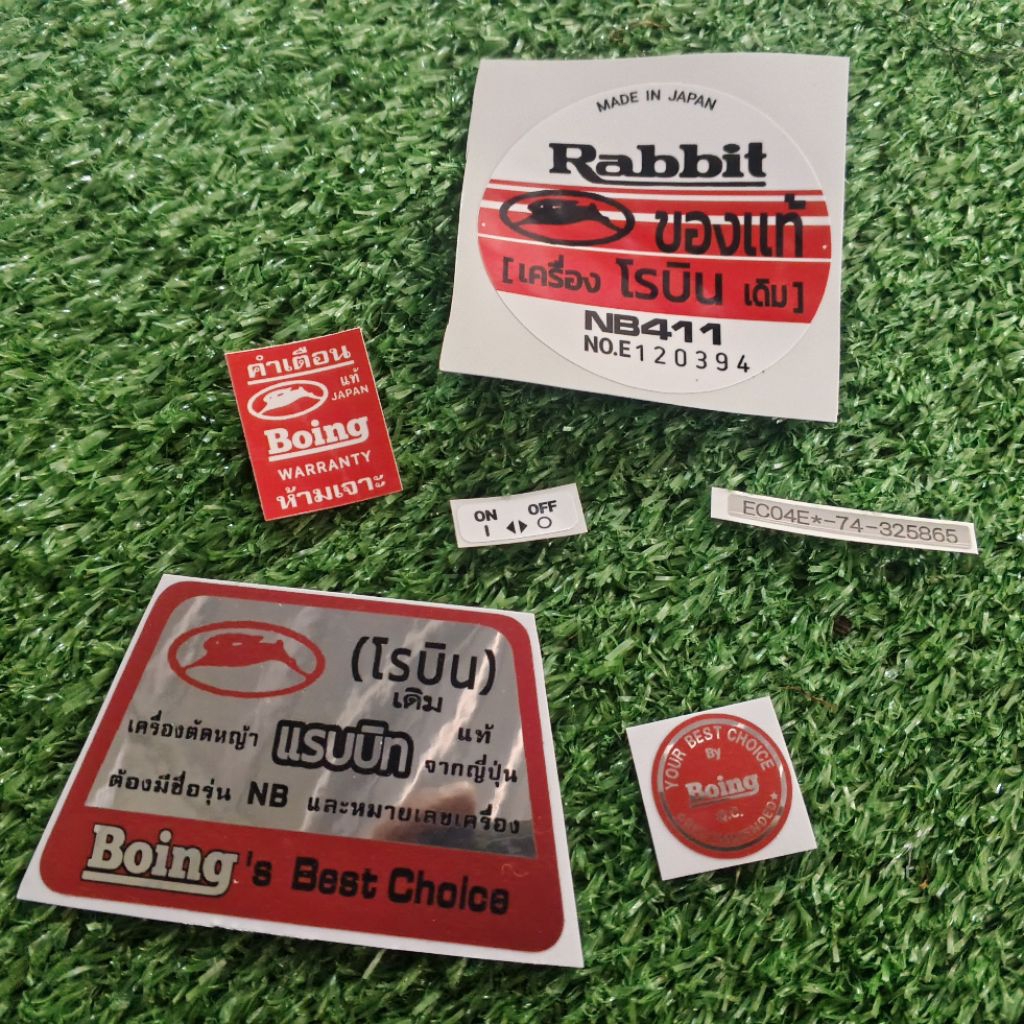 MADE IN JAPAN
Rabbit
ของแท้
[เครื่อง โรบิน เดิม]
NB411
NO.E120394
คำเตือน
แท้
JAPAN
Boing
WARRANTY
ห้ามเจาะ
ON OFF
EC04E*-74-325865
(โรบิน)
เดิม
เครื่องตัดหญ้า แรบบิท แท้
จากญี่ปุ่น
ต้องมีชื่อรุ่น NB และหมายเลขเครื่อง
Boing's Best Choice
YOUR BEST CHOICE
By
Boing